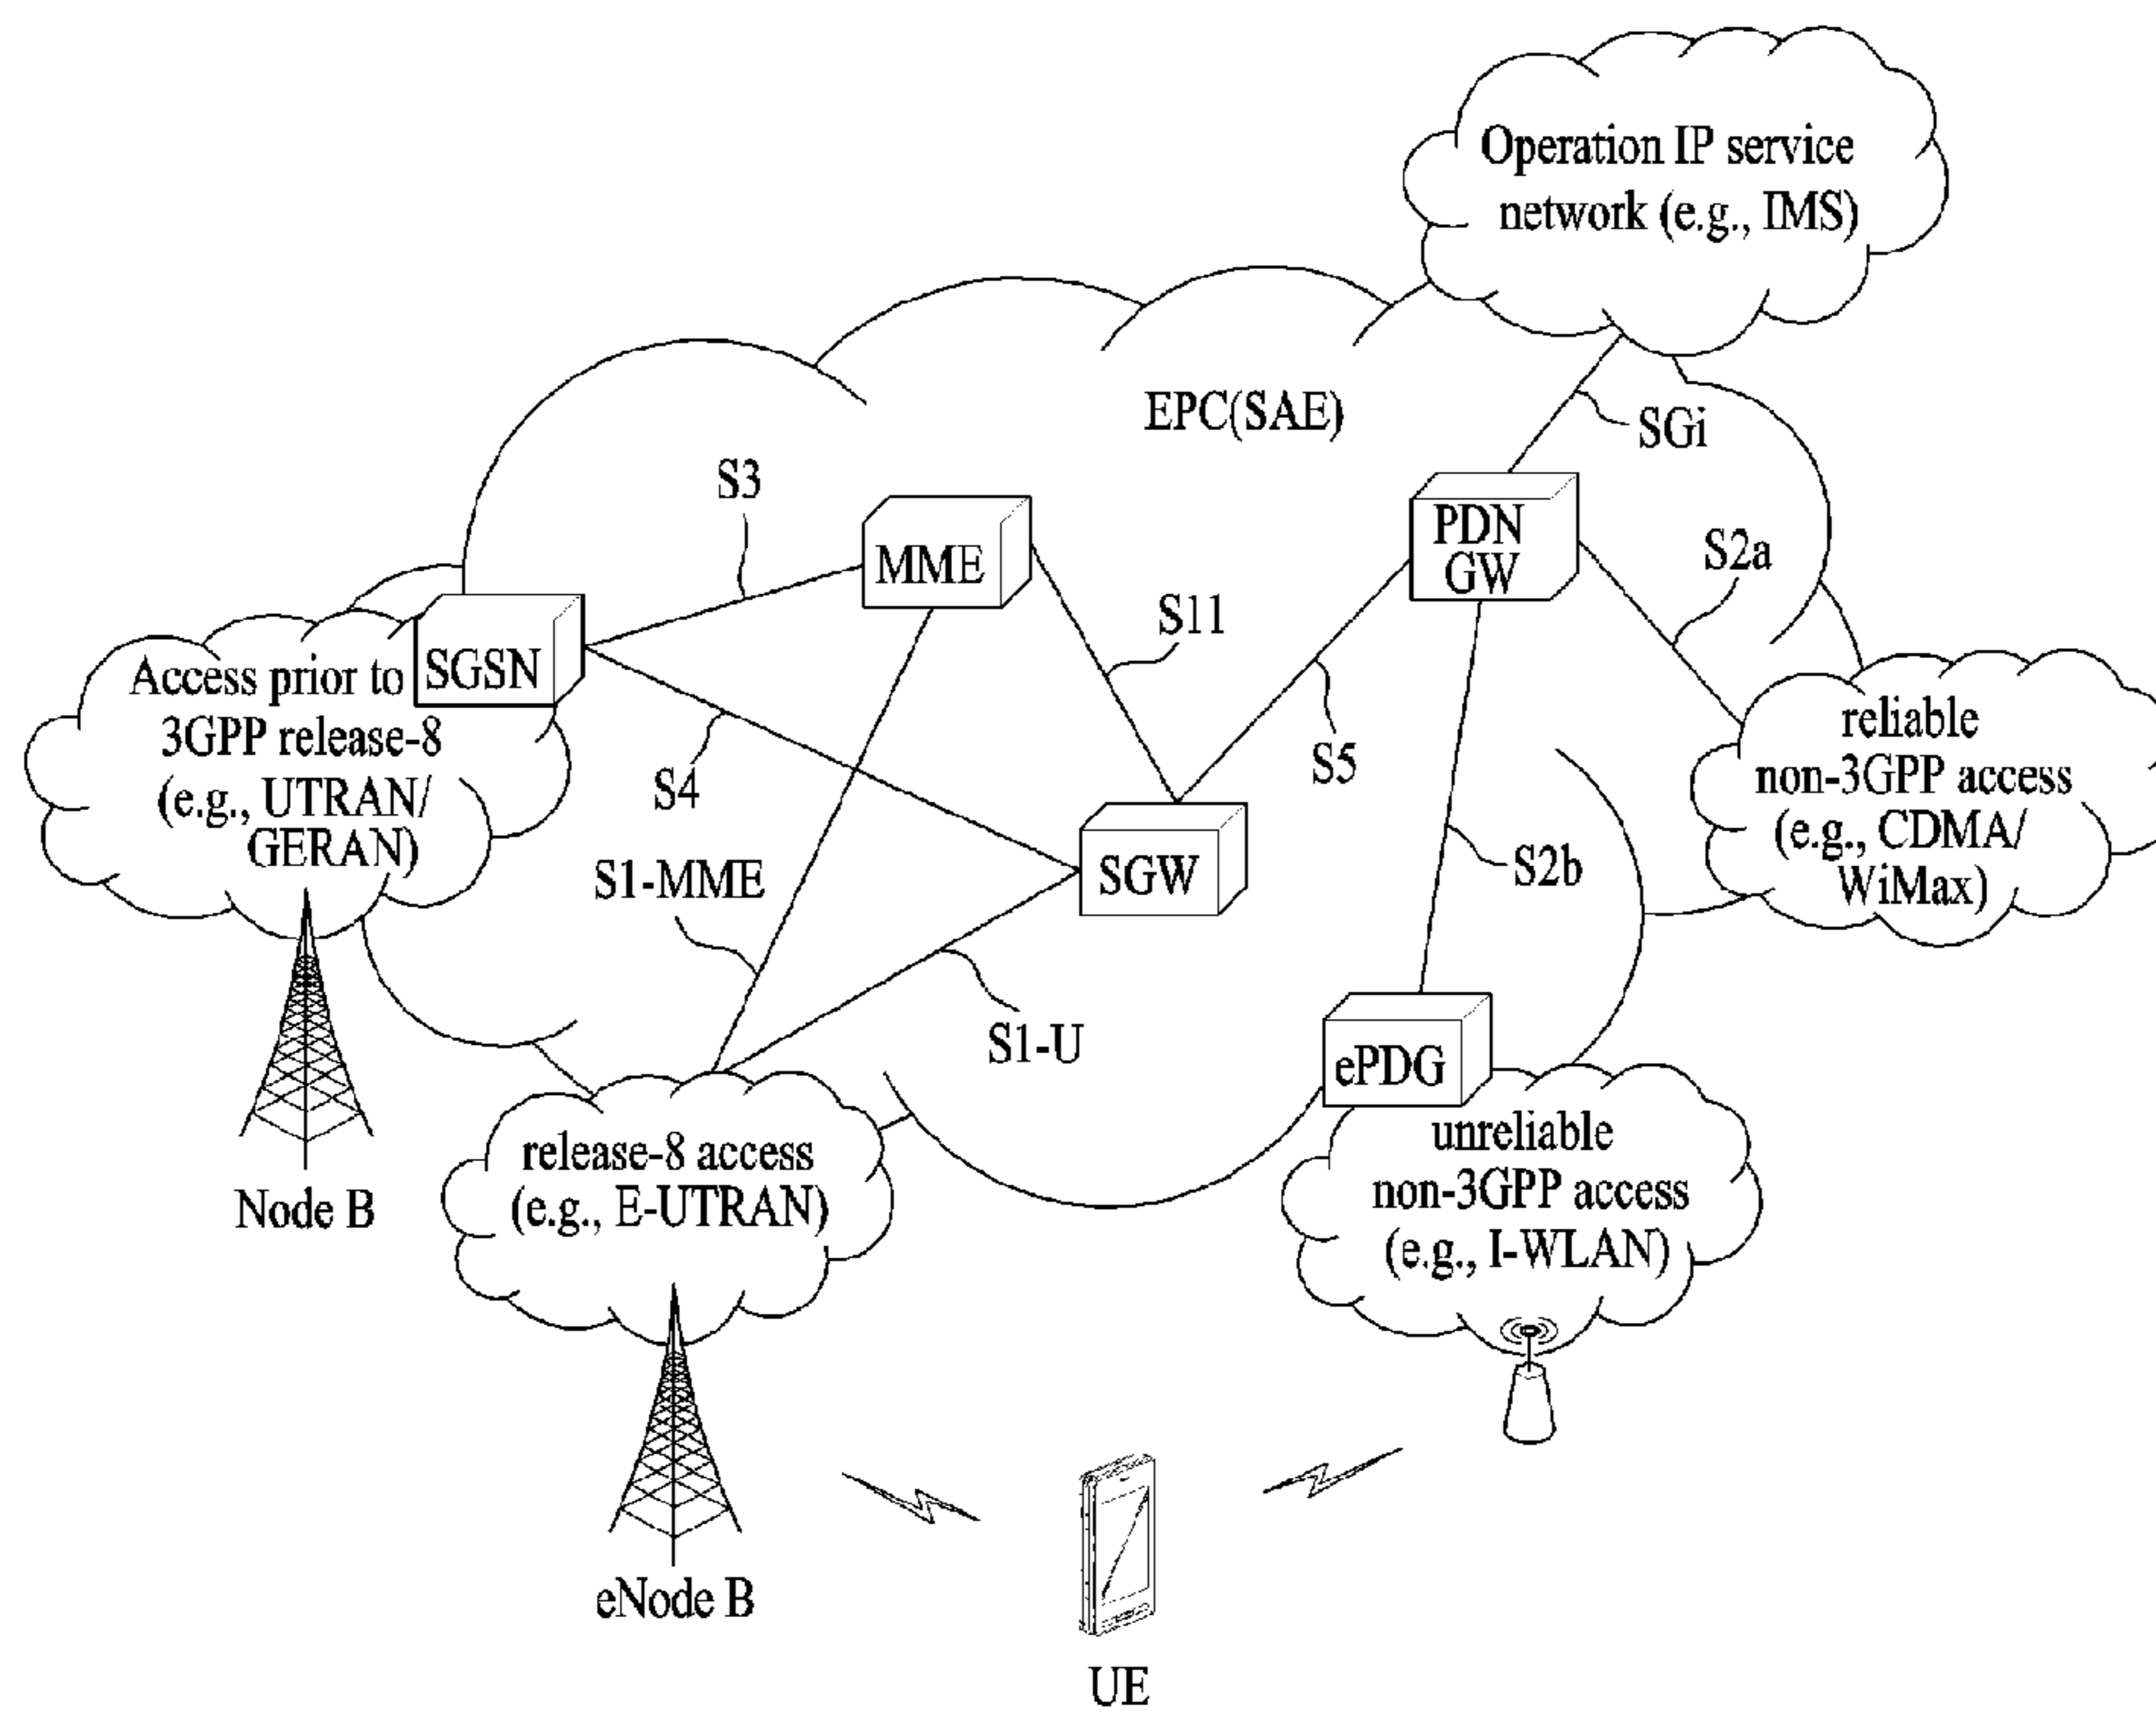 Operation IP service
network (e.g., IMS)
EPC(SAE)
SGi
S3
MME
PDN
GW
S2a
S11
SGSN
Access prior to
3GPP release-8
(e.g., UTRAN/
GERAN)
S4
S5
reliable
non-3GPP access
(e.g., CDMA/
WiMax)
S1-MME
SGW
S2b
S1-U
ePDG
Node B
release-8 access
(e.g., E-UTRAN)
unreliable
non-3GPP access
(e.g., I-WLAN)
eNode B
UE